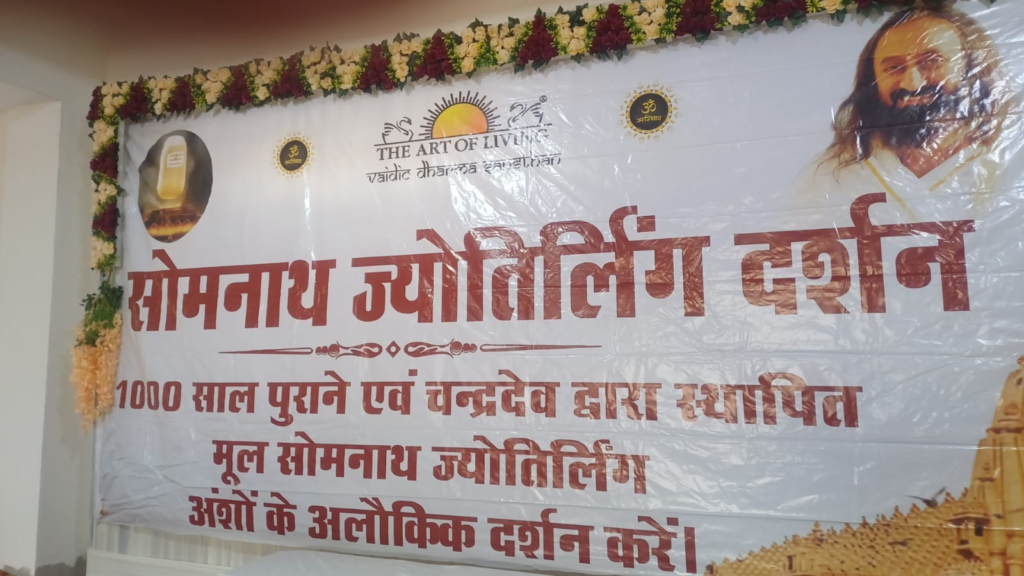 ॐ
ॐ
THE ART OF LIVING
vaidic dharma sansthan
सोमनाथ ज्योतिर्लिंग दर्शन
1000 साल पुराने एवं चन्द्रदेव द्वारा स्थापित
मूल सोमनाथ ज्योतिर्लिंग
अंशों के अलौकिक दर्शन करें।